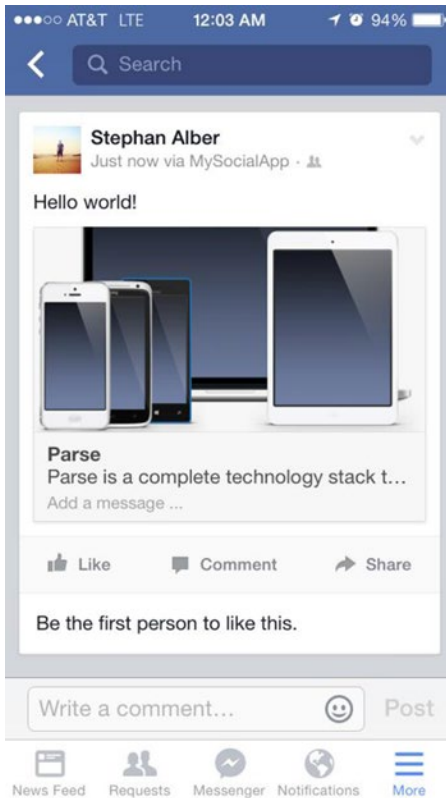 AT&T LTE 12:03 AM 94%
Search
Stephan Alber
Just now via MySocialApp ·
Hello world!
Parse
Parse is a complete technology stack t...
Add a message ...
Like Comment Share
Be the first person to like this.
Write a comment... Post
News Feed Requests Messenger Notifications More